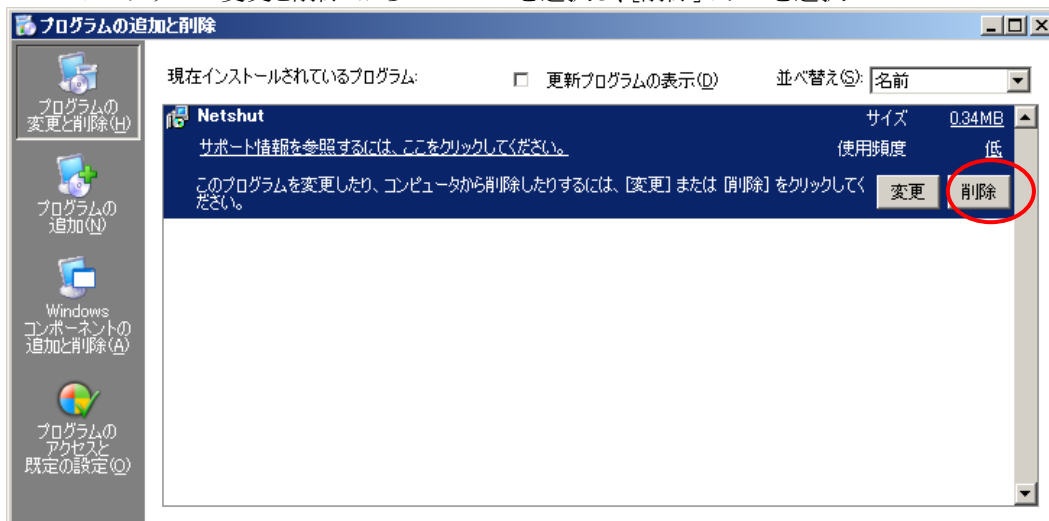 プログラムの追加と削除
プログラムの
変更と削除(H)
現在インストールされているプログラム:
更新プログラムの表示(D)
並べ替え(S):
名前
Netshut
サイズ
0.34MB
サポート情報を参照するには、ここをクリックしてください。
使用頻度
低
このプログラムを変更したり、コンピュータから削除したりするには、[変更] または [削除] をクリックしてく
ださい。
変更
削除
プログラムの
追加(N)
Windows
コンポーネントの
追加と削除(A)
プログラムの
アクセスと
既定の設定(O)